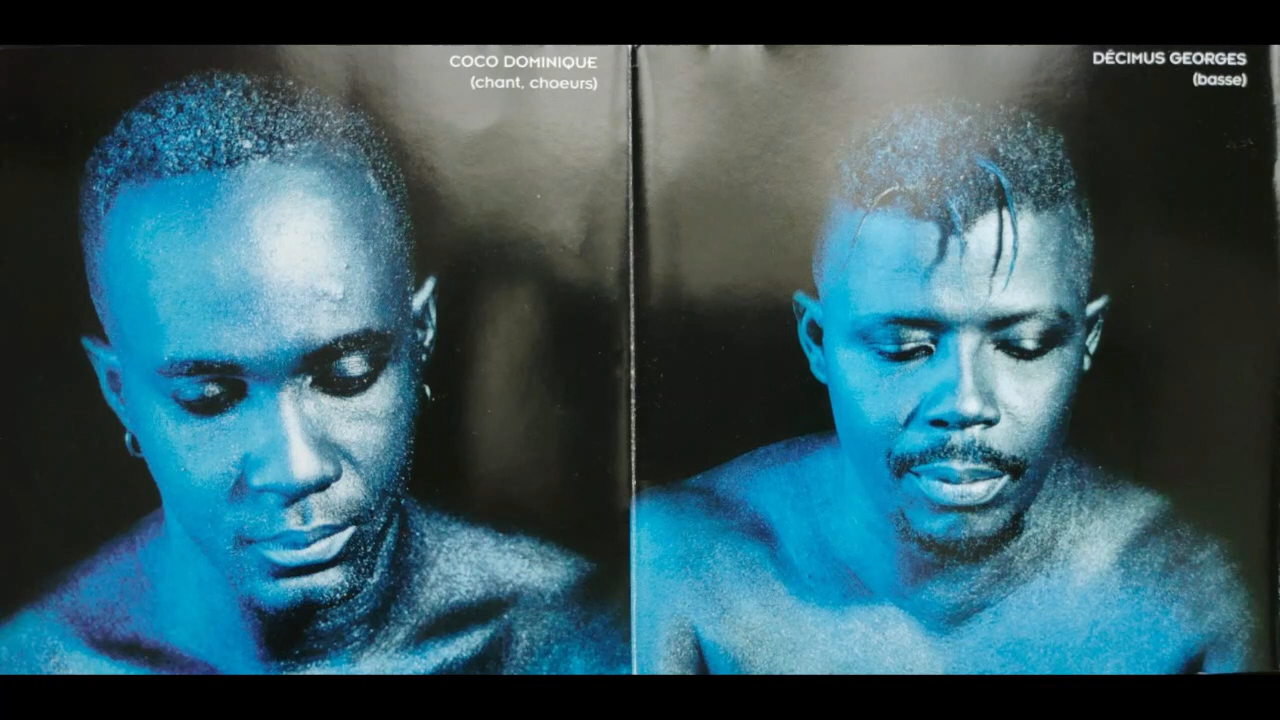 COCO DOMINIQUE
(chant, choeurs)
DÉCIMUS GEORGES
(basse)